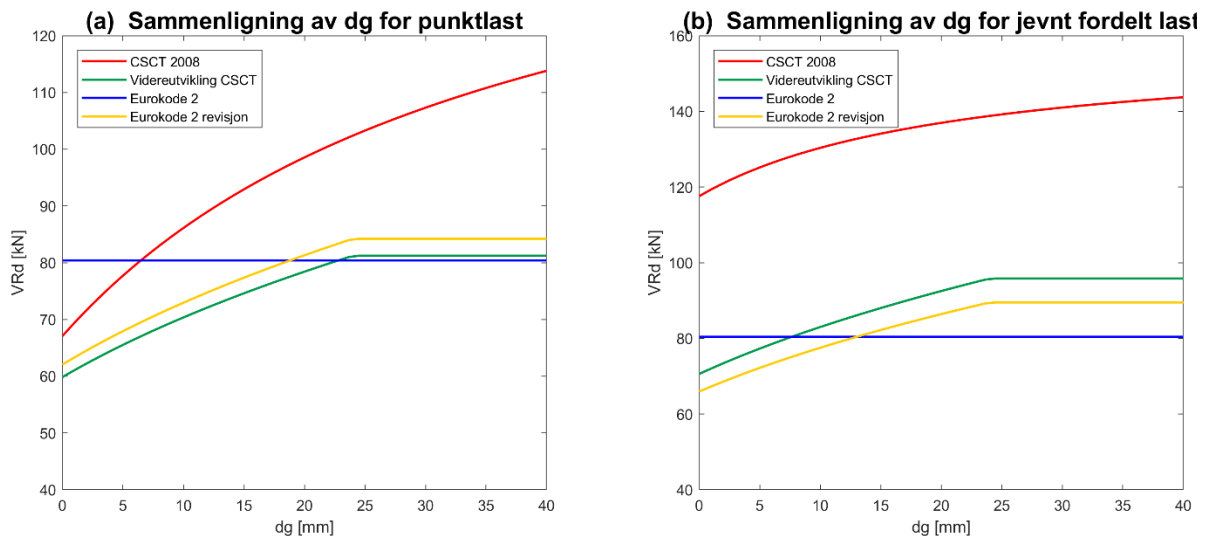 (a) Sammenligning av dg for punktlast
120
110
100
90
80
70
60
50
40
VRd [kN]
CSCT 2008
Videreutvikling CSCT
Eurokode 2
Eurokode 2 revisjon
0 5 10 15 20 25 30 35 40
dg [mm]
(b) Sammenligning av dg for jevnt fordelt last
160
140
120
100
80
60
40
VRd [kN]
CSCT 2008
Videreutvikling CSCT
Eurokode 2
Eurokode 2 revisjon
0 5 10 15 20 25 30 35 40
dg [mm]